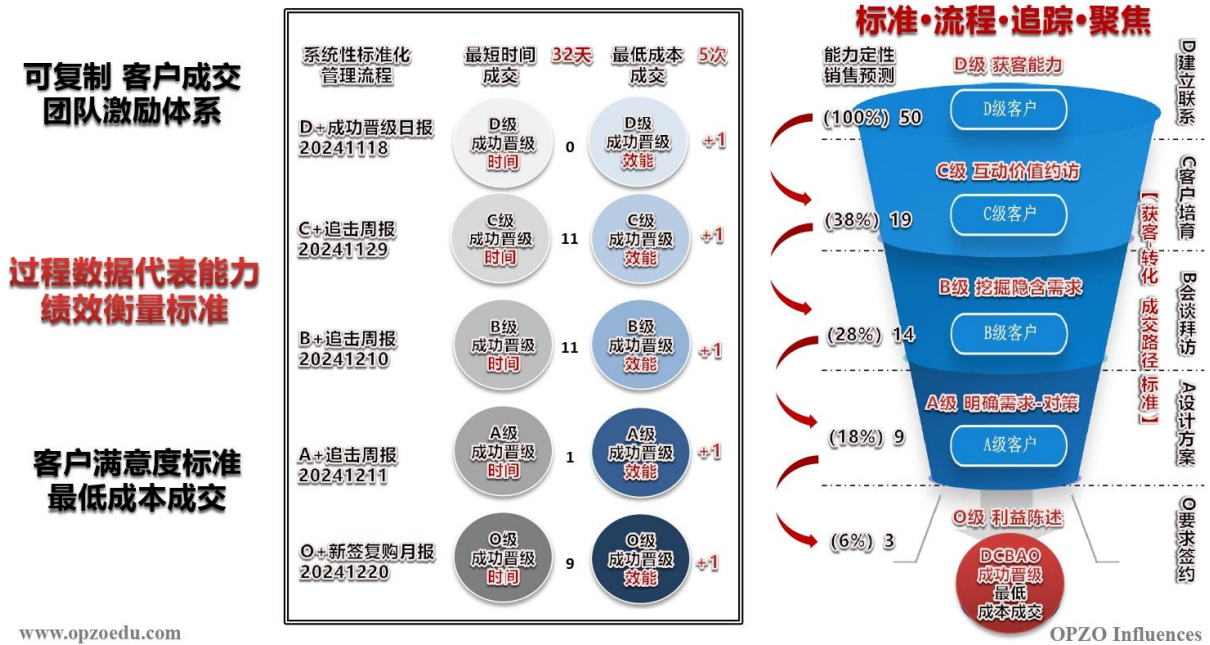 可复制 客户成交
团队激励体系
过程数据代表能力
绩效衡量标准
客户满意度标准
最低成本成交
www.opzoedu.com
系统性标准化
管理流程
最短时间
成交
32天
最低成本
成交
5次
D+成功晋级日报
20241118
D级
成功晋级
时间
0
D级
成功晋级
效能
+1
C+追击周报
20241129
C级
成功晋级
时间
11
C级
成功晋级
效能
+1
B+追击周报
20241210
B级
成功晋级
时间
11
B级
成功晋级
效能
+1
A+追击周报
20241211
A级
成功晋级
时间
1
A级
成功晋级
效能
+1
O+新签复购月报
20241220
O级
成功晋级
时间
9
O级
成功晋级
效能
+1
标准•流程•追踪•聚焦
能力定性
销售预测
D级 获客能力
D级客户
(100%) 50
C级 互动价值约访
C级客户
(38%) 19
B级 挖掘隐含需求
B级客户
(28%) 14
A级 明确需求-对策
A级客户
(18%) 9
O级 利益陈述
(6%) 3
DCBAO
成功晋级
最低
成本成交
【获客-转化 成交路径 标准】
D建立联系
C客户培育
B会谈拜访
A设计方案
O要求签约
OPZO Influences